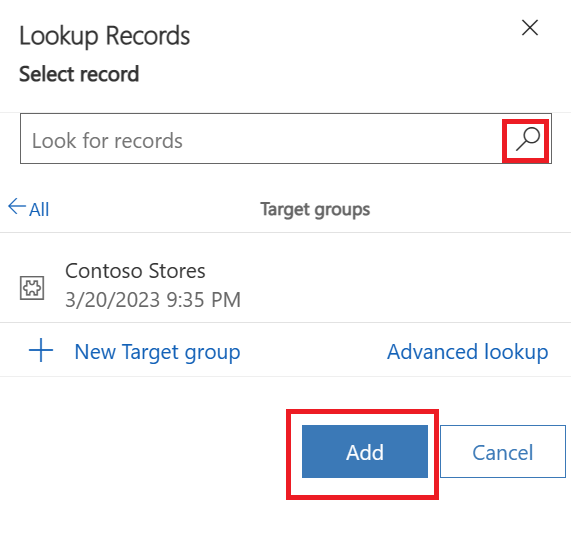 Lookup Records
Select record
Look for records
All
Target groups
Contoso Stores
3/20/2023 9:35 PM
New Target group
Advanced lookup
Add
Cancel